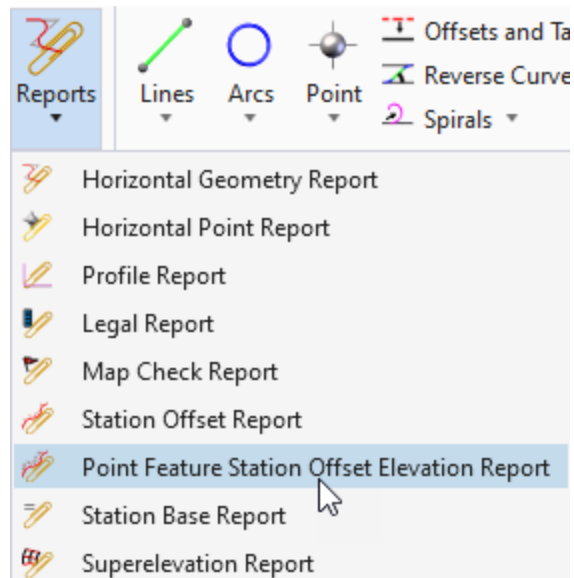 Reports
Lines
Arcs
Point
Offsets and Ta
Reverse Curve
Spirals
Horizontal Geometry Report
Horizontal Point Report
Profile Report
Legal Report
Map Check Report
Station Offset Report
Point Feature Station Offset Elevation Report
Station Base Report
Superelevation Report